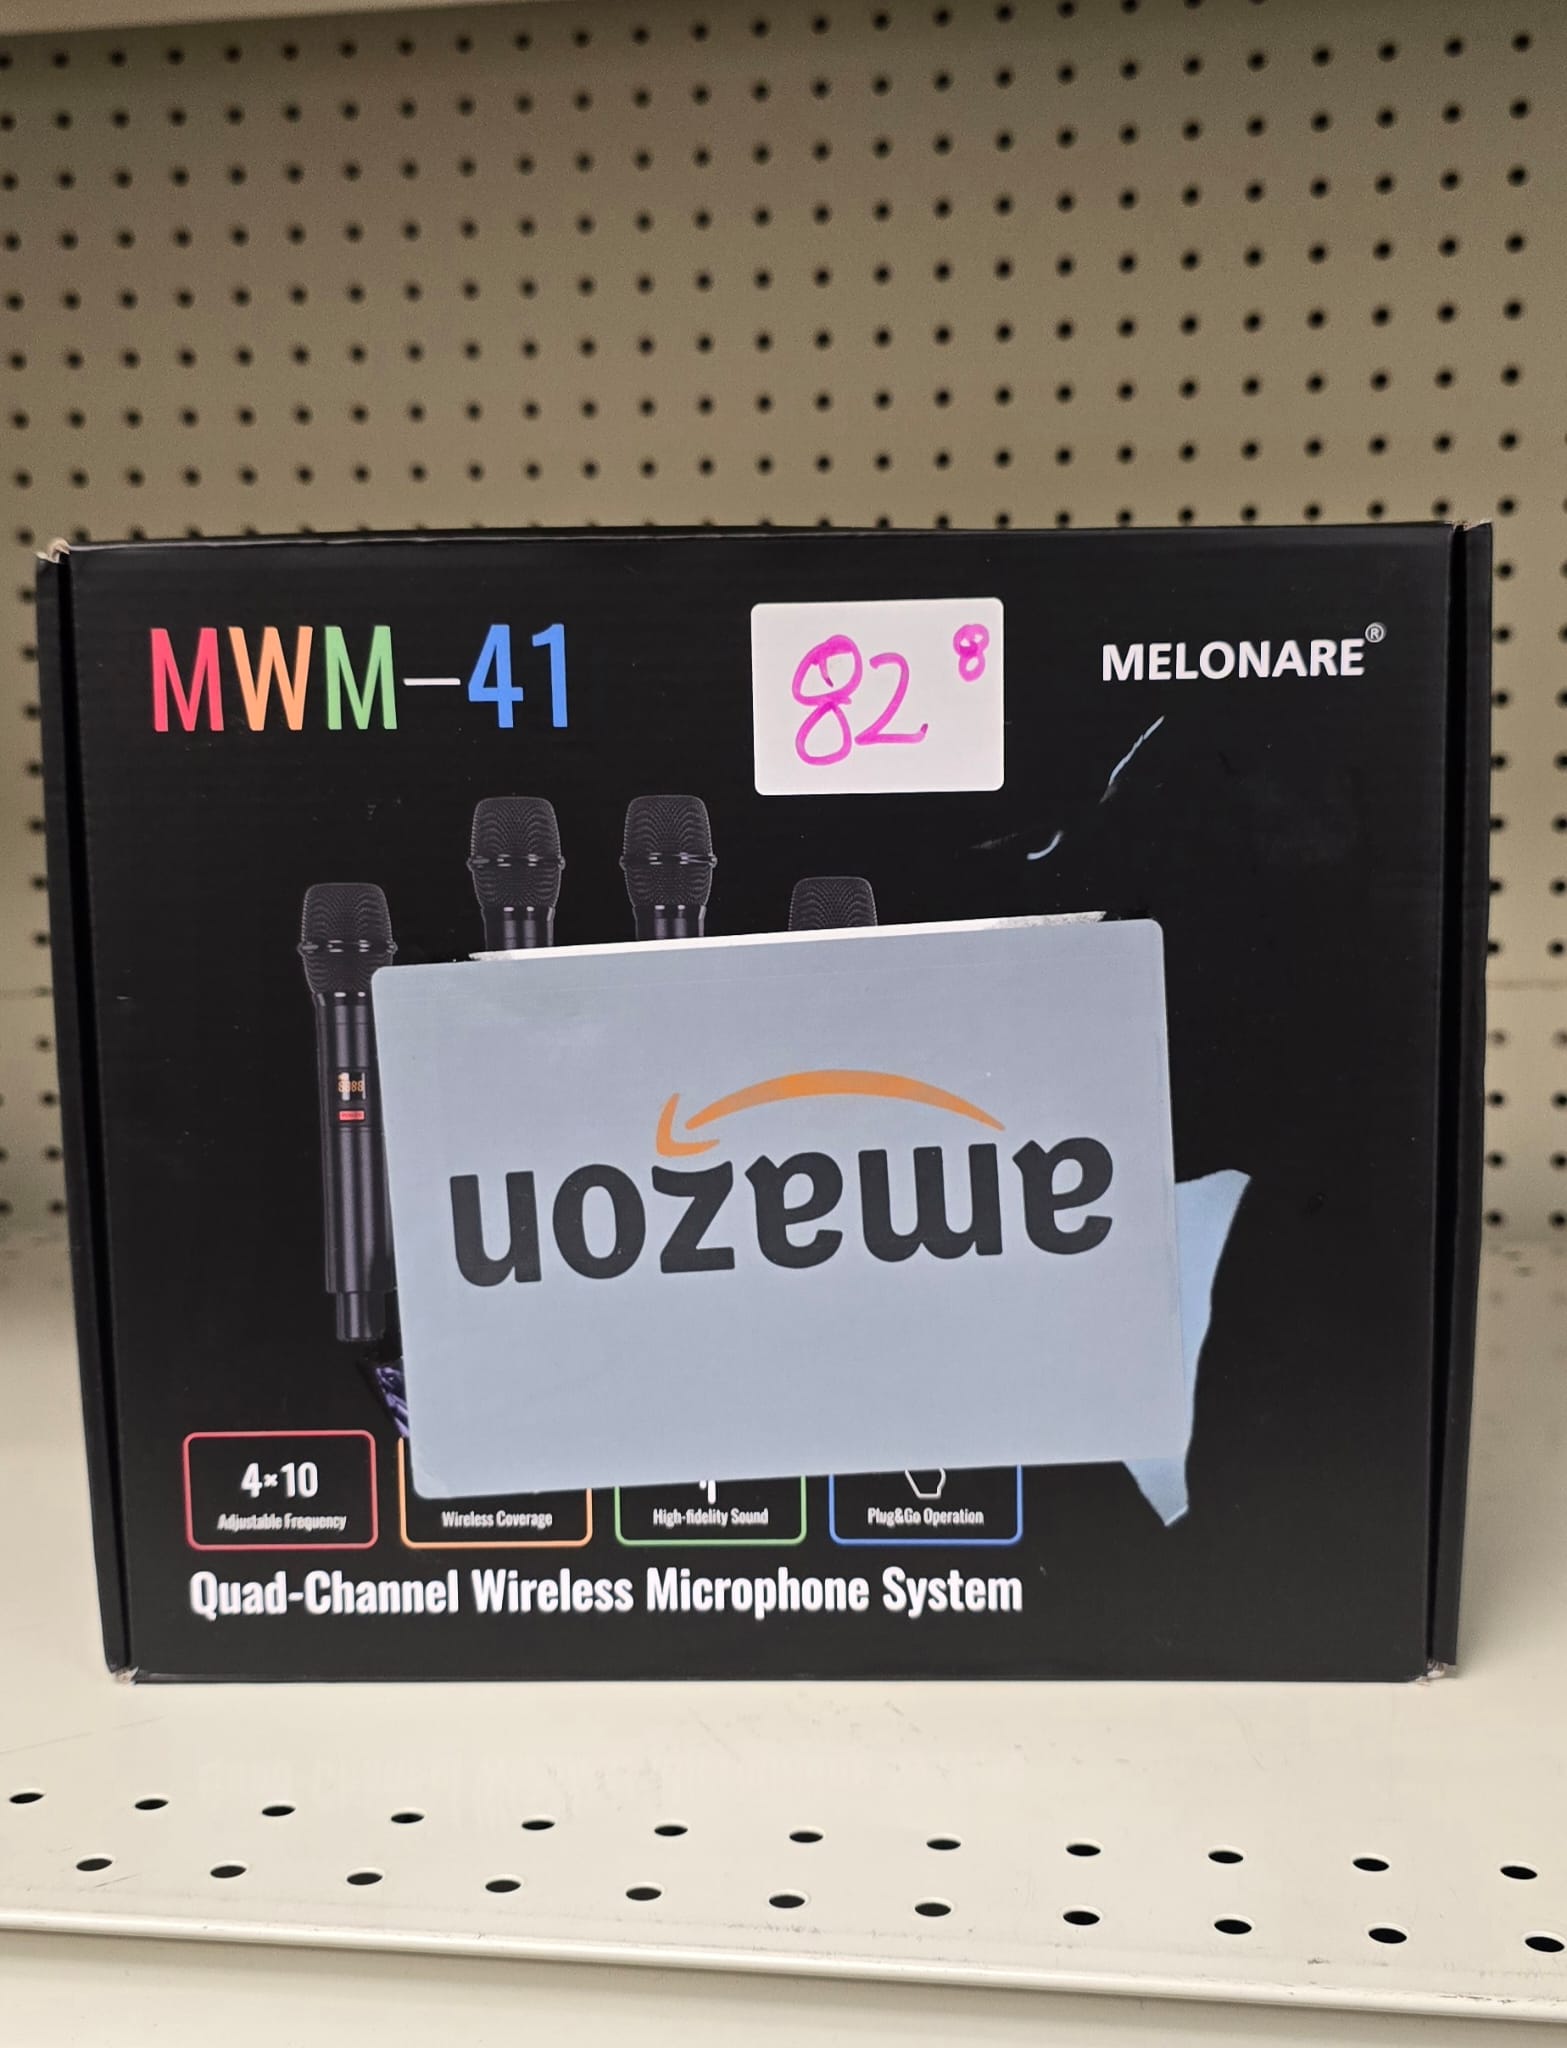 MWM-41
82 8
MELONARE®
amazon
4×10
Adjustable Frequency
Wireless Coverage
High-fidelity Sound
Plug&Go Operation
Quad-Channel Wireless Microphone System